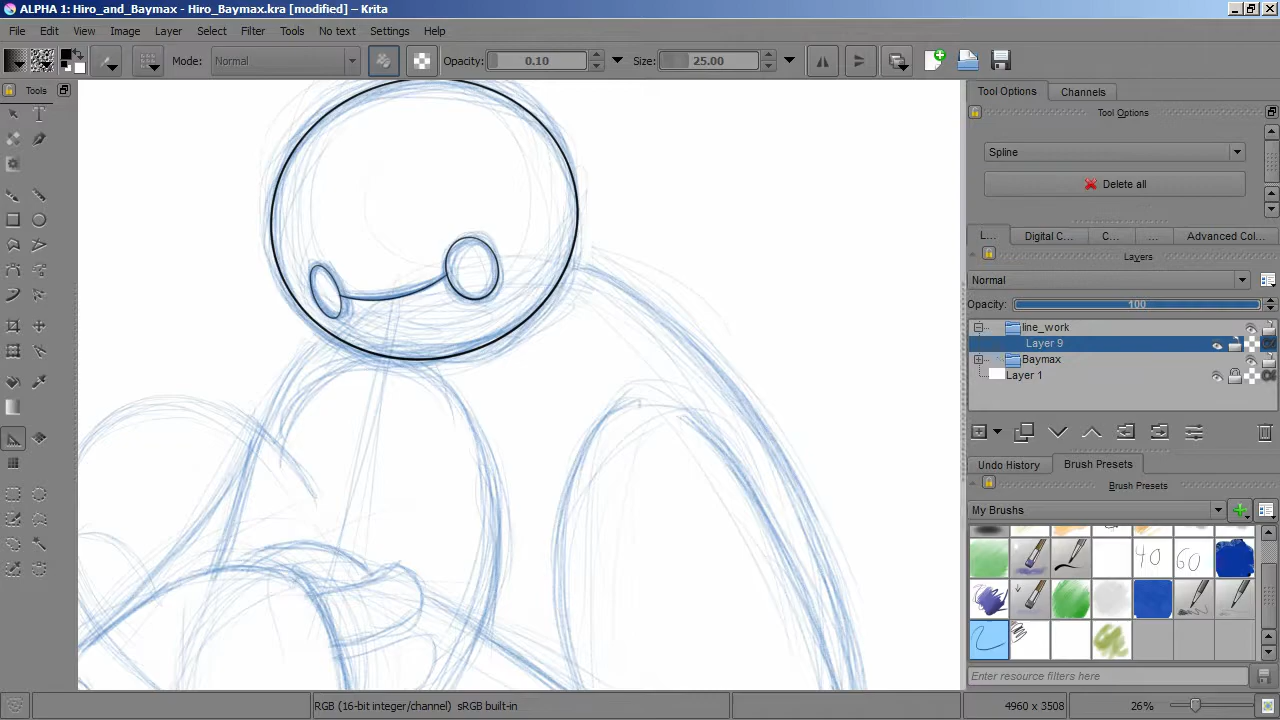 ALPHA 1: Hiro_and_Baymax - Hiro_Baymax.kra [modified] – Krita
File Edit View Image Layer Select Filter Tools No text Settings Help
Mode: Normal Opacity: 0.10 Size: 25.00
Tools
Tool Options Channels
Tool Options
Spline
Delete all
L... Digital C... C... ... Advanced Col...
Layers
Normal
Opacity: 100
line_work
Layer 9
Baymax
Layer 1
Undo History Brush Presets
Brush Presets
My Brushes
40 60
Enter resource filters here
RGB (16-bit integer/channel) sRGB built-in 4960 x 3508 26%